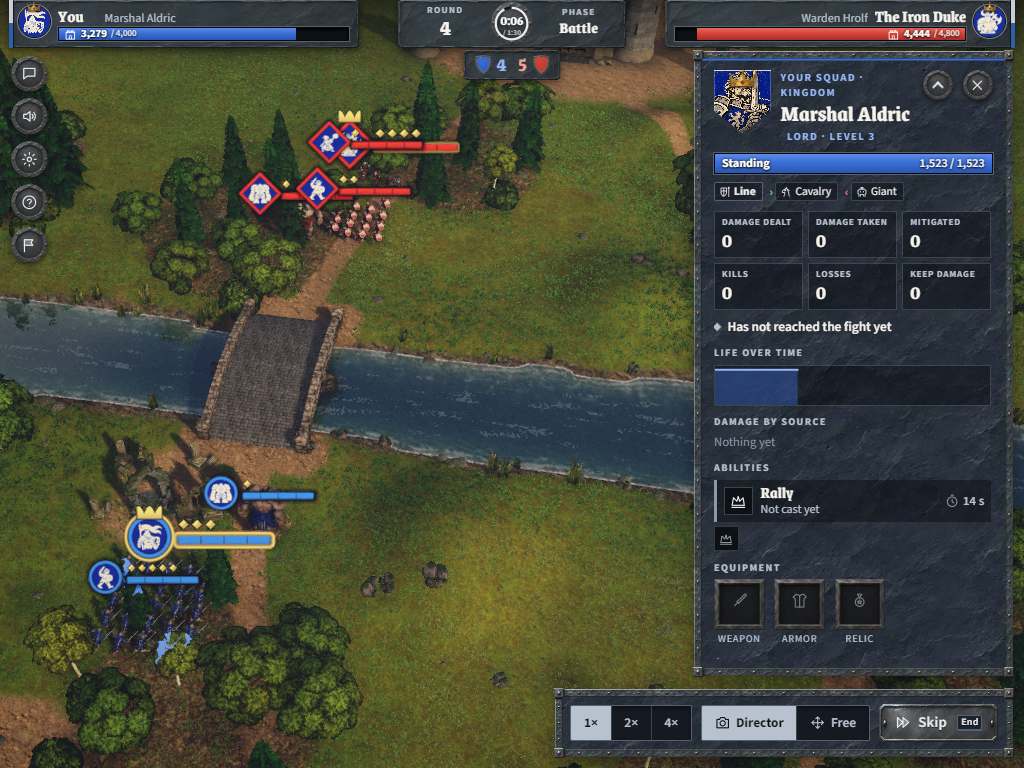 You Marshal Aldric
3,279 / 4,000
ROUND
4
0:06
/ 1:30
PHASE
Battle
Warden Hrolf The Iron Duke
4,444 / 4,800
4 5
YOUR SQUAD ·
KINGDOM
Marshal Aldric
LORD · LEVEL 3
Standing 1,523 / 1,523
Line › Cavalry ‹ Giant
DAMAGE DEALT
0
DAMAGE TAKEN
0
MITIGATED
0
KILLS
0
LOSSES
0
KEEP DAMAGE
0
Has not reached the fight yet
LIFE OVER TIME
DAMAGE BY SOURCE
Nothing yet
ABILITIES
Rally
Not cast yet
14 s
EQUIPMENT
WEAPON ARMOR RELIC
1× 2× 4× Director Free Skip End